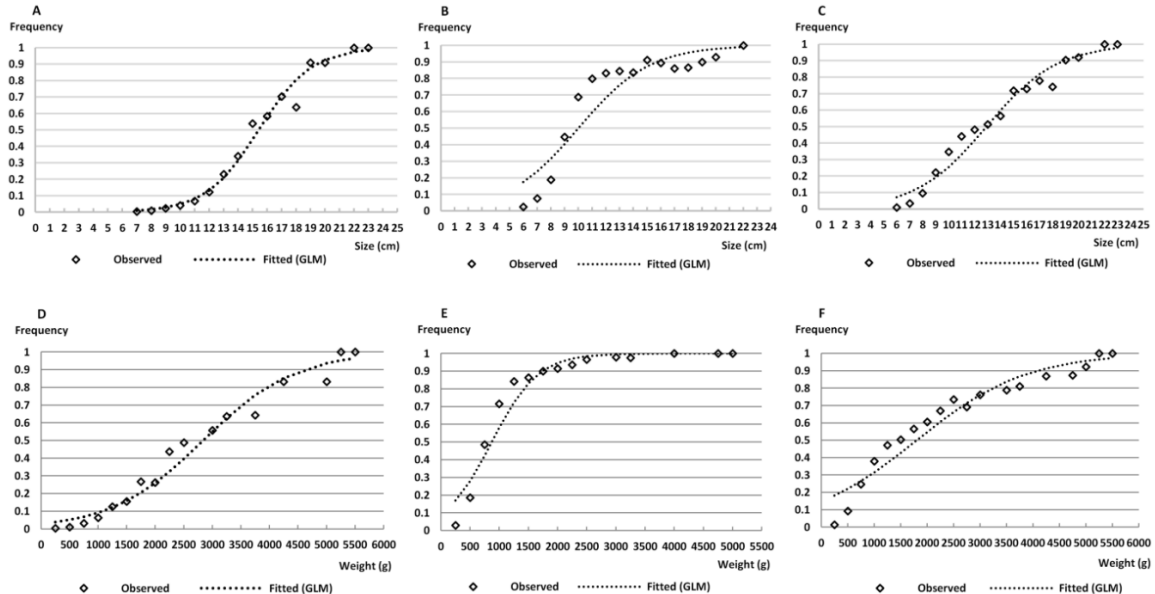 A
Frequency
1
0.9
0.8
0.7
0.6
0.5
0.4
0.3
0.2
0.1
0
0 1 2 3 4 5 6 7 8 9 10 11 12 13 14 15 16 17 18 19 20 21 22 23 24 25
Size (cm)
Observed Fitted (GLM)
B
Frequency
1
0.9
0.8
0.7
0.6
0.5
0.4
0.3
0.2
0.1
0
0 1 2 3 4 5 6 7 8 9 10 11 12 13 14 15 16 17 18 19 20 21 22 23 24
Size (cm)
Observed Fitted (GLM)
C
Frequency
1
0.9
0.8
0.7
0.6
0.5
0.4
0.3
0.2
0.1
0
0 1 2 3 4 5 6 7 8 9 10 11 12 13 14 15 16 17 18 19 20 21 22 23 24 25
Size (cm)
Observed Fitted (GLM)
D
Frequency
1
0.9
0.8
0.7
0.6
0.5
0.4
0.3
0.2
0.1
0
0 500 1000 1500 2000 2500 3000 3500 4000 4500 5000 5500 6000
Weight (g)
Observed Fitted (GLM)
E
Frequency
1
0.9
0.8
0.7
0.6
0.5
0.4
0.3
0.2
0.1
0
0 500 1000 1500 2000 2500 3000 3500 4000 4500 5000 5500
Weight (g)
Observed Fitted (GLM)
F
Frequency
1
0.9
0.8
0.7
0.6
0.5
0.4
0.3
0.2
0.1
0
0 500 1000 1500 2000 2500 3000 3500 4000 4500 5000 5500 6000
Weight (g)
Observed Fitted (GLM)